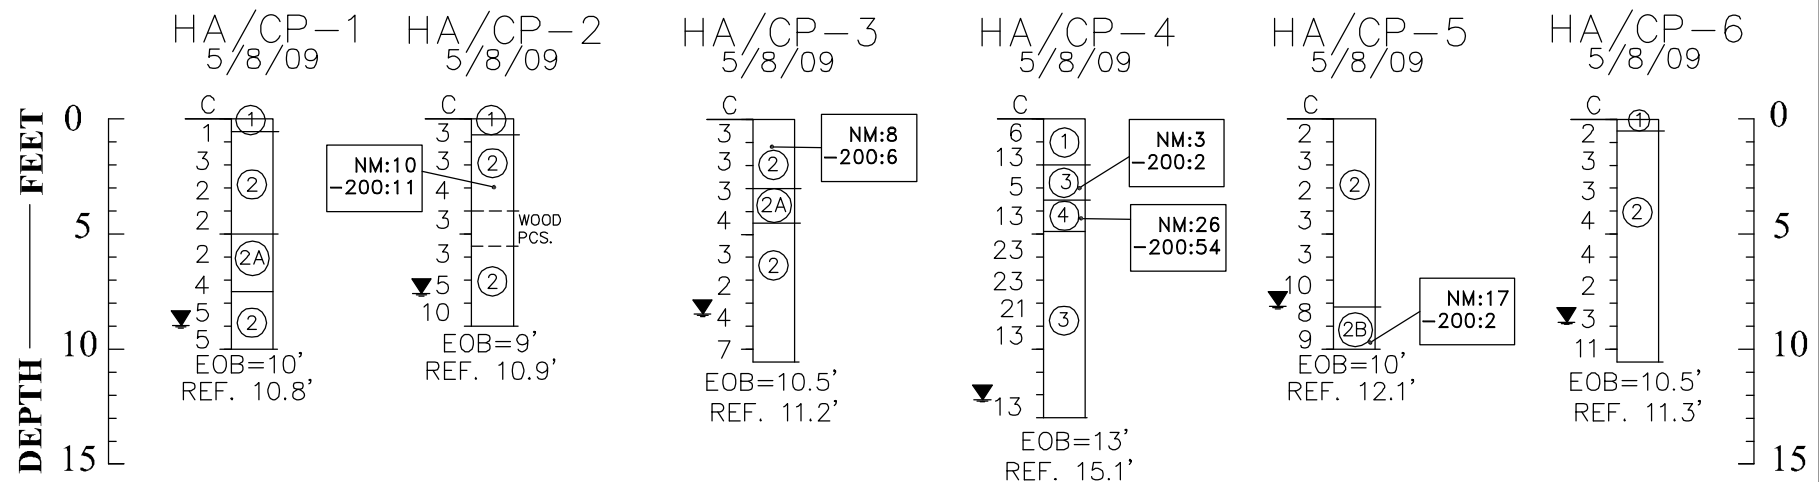 HA/CP-1
5/8/09
C
1
1
3
2
2
2
2
2A
4
5
2
5
EOB=10'
REF. 10.8'
HA/CP-2
5/8/09
C
1
3
3
2
4
3
WOOD
PCS.
3
5
2
10
EOB=9'
REF. 10.9'
NM:10
-200:11
HA/CP-3
5/8/09
C
3
3
2
3
2A
4
3
2
2
4
7
EOB=10.5'
REF. 11.2'
NM:8
-200:6
HA/CP-4
5/8/09
C
6
1
13
3
5
13
4
23
23
21
3
13
13
EOB=13'
REF. 15.1'
NM:3
-200:2
NM:26
-200:54
HA/CP-5
5/8/09
C
2
3
2
2
3
3
10
8
2B
9
EOB=10'
REF. 12.1'
NM:17
-200:2
HA/CP-6
5/8/09
C
1
2
3
3
2
4
4
2
3
11
EOB=10.5'
REF. 11.3'
DEPTH — FEET
0
5
10
15
0
5
10
15